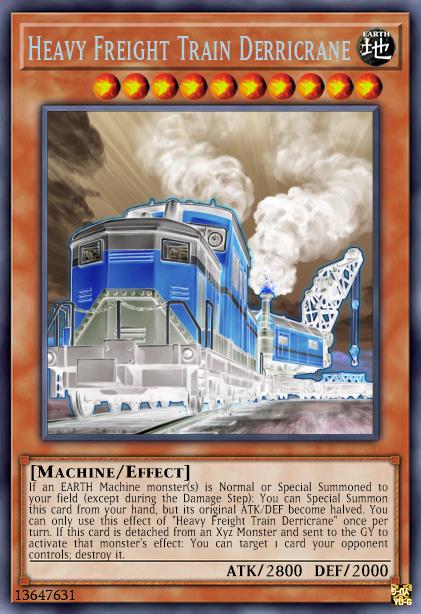 HEAVY FREIGHT TRAIN DERRICRANE
EARTH
地
[MACHINE/EFFECT]
If an EARTH Machine monster(s) is Normal or Special Summoned to
your field (except during the Damage Step): You can Special Summon
this card from your hand, but its original ATK/DEF become halved. You
can only use this effect of "Heavy Freight Train Derricrane" once per
turn. If this card is detached from an Xyz Monster and sent to the GY to
activate that monster's effect: You can target 1 card your opponent
controls; destroy it.
ATK/2800 DEF/2000
13647631